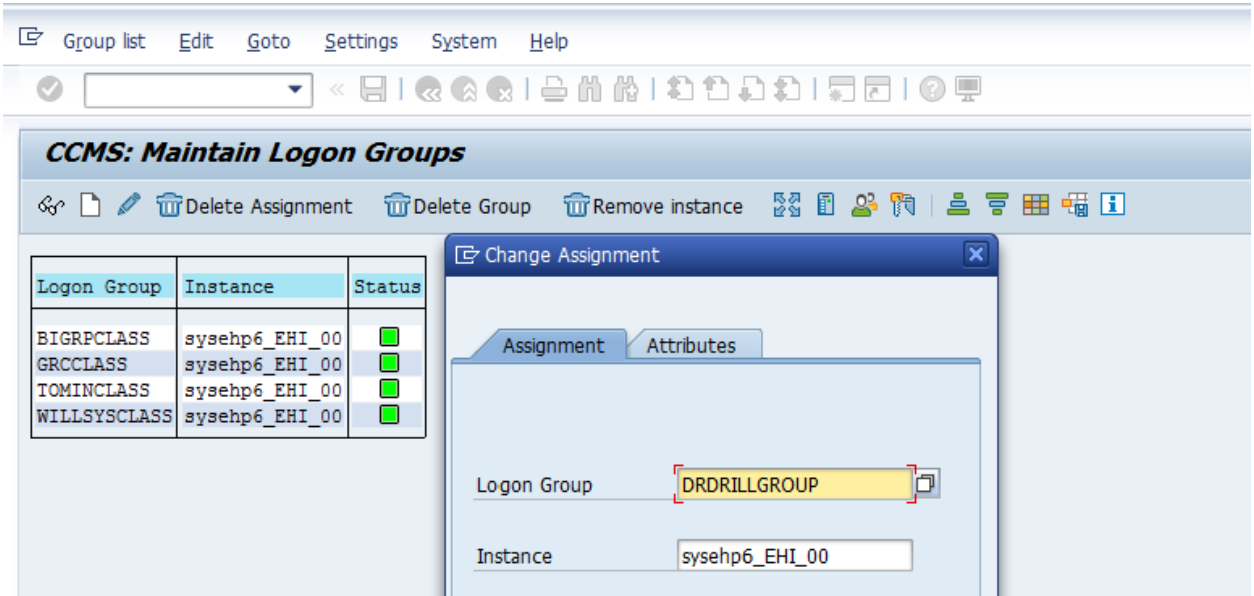 Group list Edit Goto Settings System Help
CCMS: Maintain Logon Groups
Delete Assignment Delete Group Remove instance
Change Assignment
Logon Group Instance Status
Assignment Attributes
BIGRPCLASS sysehp6_EHI_00
GRCCLASS sysehp6_EHI_00
TOMINCLASS sysehp6_EHI_00
WILLSYSCLASS sysehp6_EHI_00
Logon Group DRDRILLGROUP
Instance sysehp6_EHI_00